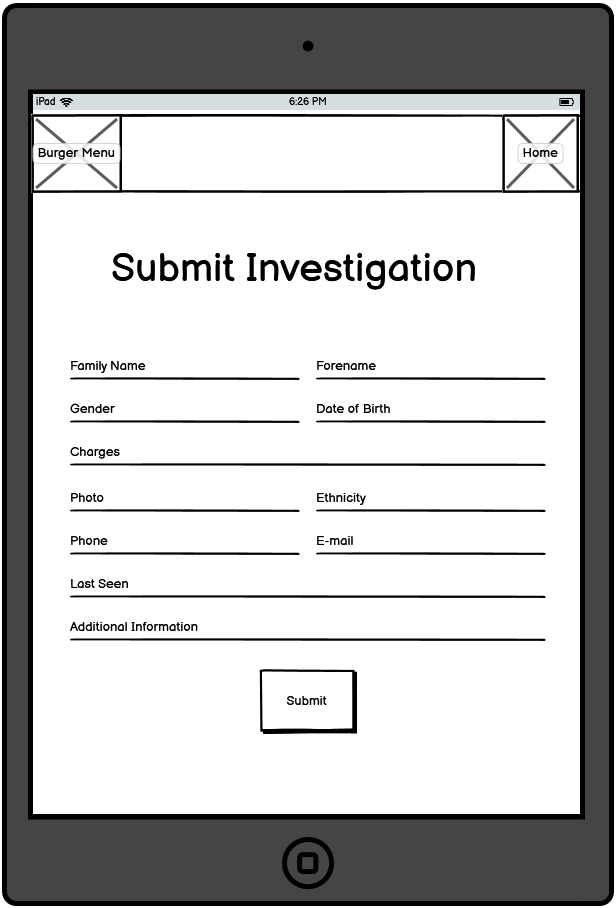 iPad 6:26 PM
Burger Menu Home
Submit Investigation
Family Name Forename
Gender Date of Birth
Charges
Photo Ethnicity
Phone E-mail
Last Seen
Additional Information
Submit